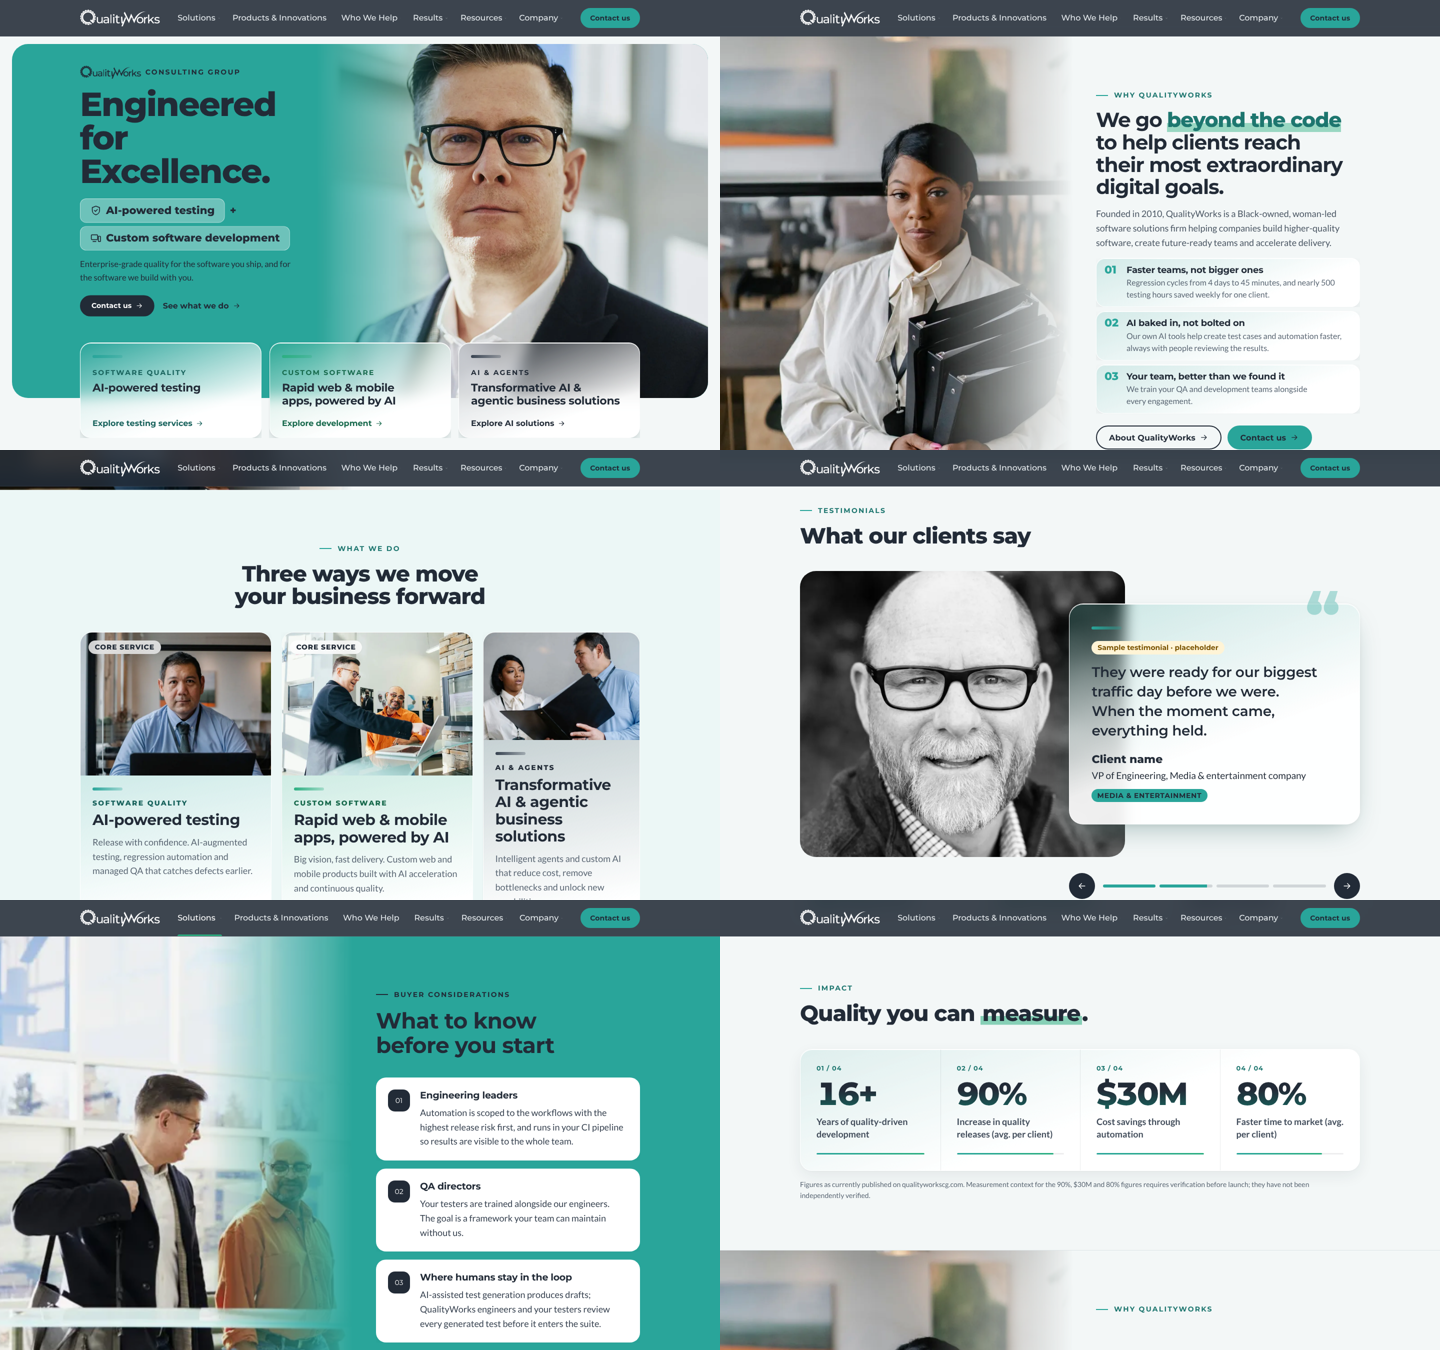 QualityWorks Solutions Products & Innovations Who We Help Results Resources Company Contact us
QualityWorks CONSULTING GROUP
Engineered
for
Excellence.
AI-powered testing +
Custom software development
Enterprise-grade quality for the software you ship, and for
the software we build with you.
Contact us → See what we do →
SOFTWARE QUALITY
AI-powered testing
Explore testing services →
CUSTOM SOFTWARE
Rapid web & mobile
apps, powered by AI
Explore development →
AI & AGENTS
Transformative AI &
agentic business solutions
Explore AI solutions →
QualityWorks Solutions Products & Innovations Who We Help Results Resources Company Contact us
WHY QUALITYWORKS
We go beyond the code
to help clients reach
their most extraordinary
digital goals.
Founded in 2010, QualityWorks is a Black-owned, woman-led
software solutions firm helping companies build higher-quality
software, create future-ready teams and accelerate delivery.
01 Faster teams, not bigger ones
Regression cycles from 4 days to 45 minutes, and nearly 500
testing hours saved weekly for one client.
02 AI baked in, not bolted on
Our own AI tools help create test cases and automation faster,
always with people reviewing the results.
03 Your team, better than we found it
We train your QA and development teams alongside
every engagement.
About QualityWorks → Contact us →
QualityWorks Solutions Products & Innovations Who We Help Results Resources Company Contact us
WHAT WE DO
Three ways we move
your business forward
CORE SERVICE
SOFTWARE QUALITY
AI-powered testing
Release with confidence. AI-augmented
testing, regression automation and
managed QA that catches defects earlier.
CORE SERVICE
CUSTOM SOFTWARE
Rapid web & mobile
apps, powered by AI
Big vision, fast delivery. Custom web and
mobile products built with AI acceleration
and continuous quality.
AI & AGENTS
Transformative
AI & agentic
business
solutions
Intelligent agents and custom AI
that reduce cost, remove
bottlenecks and unlock new
QualityWorks Solutions Products & Innovations Who We Help Results Resources Company Contact us
TESTIMONIALS
What our clients say
“
Sample testimonial · placeholder
They were ready for our biggest
traffic day before we were.
When the moment came,
everything held.
Client name
VP of Engineering, Media & entertainment company
MEDIA & ENTERTAINMENT
← →
QualityWorks Solutions Products & Innovations Who We Help Results Resources Company Contact us
BUYER CONSIDERATIONS
What to know
before you start
01 Engineering leaders
Automation is scoped to the workflows with the
highest release risk first, and runs in your CI pipeline
so results are visible to the whole team.
02 QA directors
Your testers are trained alongside our engineers.
The goal is a framework your team can maintain
without us.
03 Where humans stay in the loop
AI-assisted test generation produces drafts;
QualityWorks engineers and your testers review
every generated test before it enters the suite.
QualityWorks Solutions Products & Innovations Who We Help Results Resources Company Contact us
IMPACT
Quality you can measure.
01 / 04
16+
Years of quality-driven
development
02 / 04
90%
Increase in quality
releases (avg. per client)
03 / 04
$30M
Cost savings through
automation
04 / 04
80%
Faster time to market (avg.
per client)
Figures as currently published on qualityworkscg.com. Measurement context for the 90%, $30M and 80% figures requires verification before launch; they have not been
independently verified.
WHY QUALITYWORKS